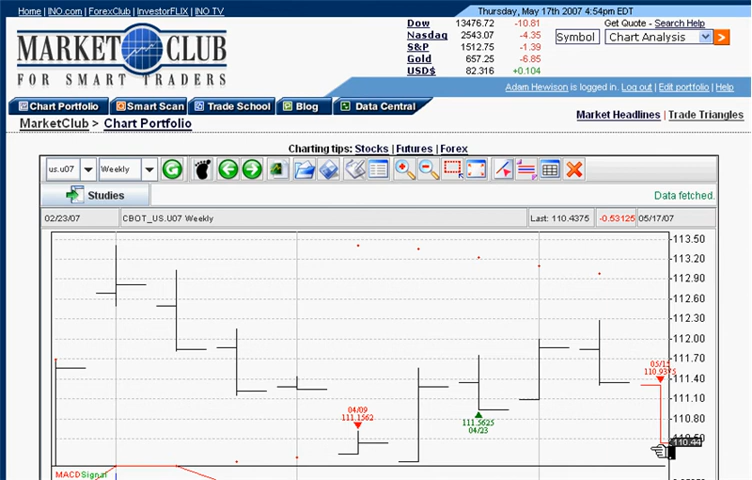 Home | INO.com | ForexClub | InvestorFLIX | INO TV
Thursday, May 17th 2007 4:54pm EDT
MARKET CLUB
FOR SMART TRADERS
Dow 13476.72 -10.81
Nasdaq 2543.07 -4.35
S&P 1512.75 -1.39
Gold 657.25 -6.85
USD$ 82.316 +0.104
Get Quote - Search Help
Symbol Chart Analysis
Adam Hewison is logged in. Log out | Edit portfolio | Help
Chart Portfolio Smart Scan Trade School Blog Data Central
MarketClub > Chart Portfolio
Market Headlines | Trade Triangles
Charting tips: Stocks | Futures | Forex
us.u07 Weekly
Studies
Data fetched.
02/23/07 CBOT_US.U07 Weekly Last: 110.4375 -0.53125 05/17/07
113.50
113.20
112.90
112.60
112.30
112.00
111.70
111.40
111.10
110.80
110.50
110.44
05/15
110.9375
04/09
111.1562
111.5625
04/23
MACD Signal